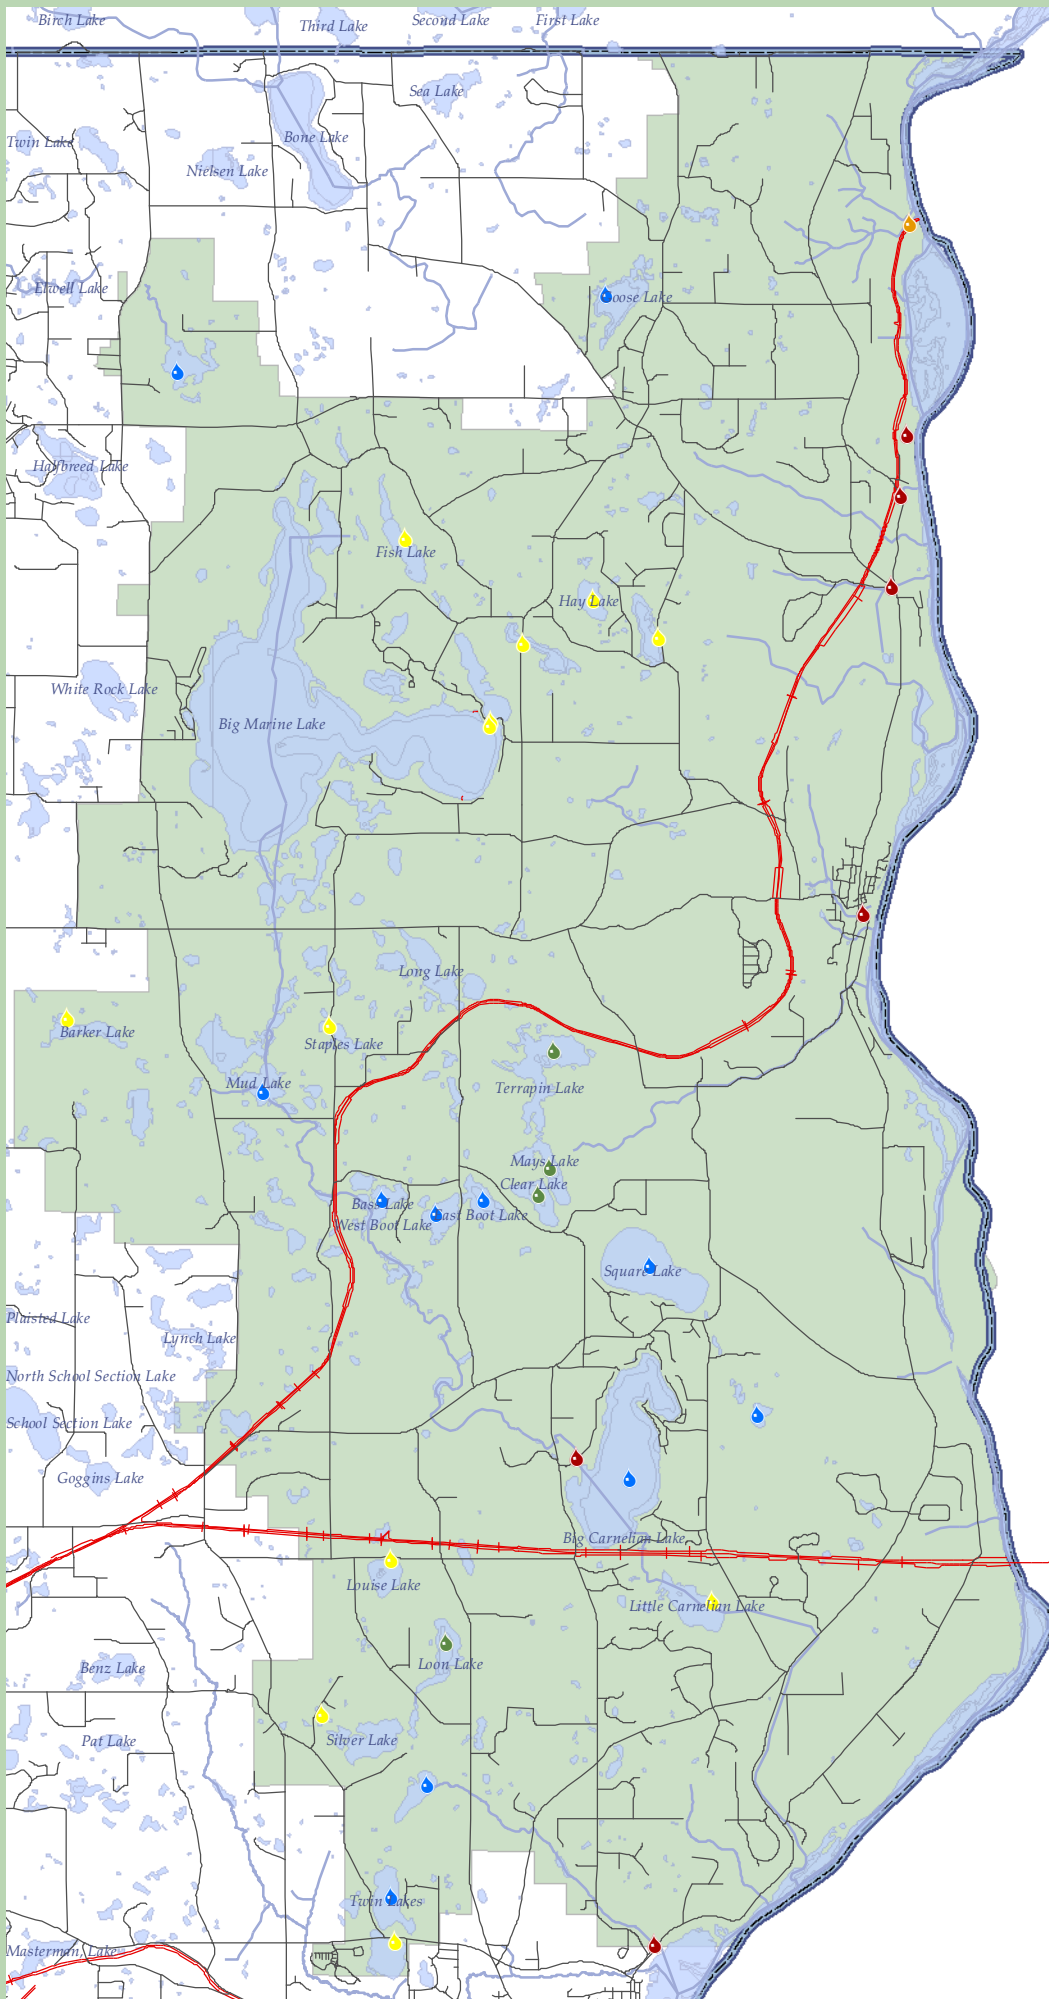 Birch Lake
Third Lake
Second Lake
First Lake
Sea Lake
Bone Lake
Twin Lake
Nielsen Lake
Elwell Lake
Goose Lake
Halfbreed Lake
Fish Lake
Hay Lake
White Rock Lake
Big Marine Lake
Long Lake
Barker Lake
Staples Lake
Mud Lake
Terrapin Lake
Mays Lake
Clear Lake
Bass Lake
East Boot Lake
West Boot Lake
Square Lake
Plaisted Lake
Lynch Lake
North School Section Lake
School Section Lake
Goggins Lake
Big Carnelian Lake
Louise Lake
Little Carnelian Lake
Loon Lake
Benz Lake
Silver Lake
Pat Lake
Twin Lakes
Masterman, Lake